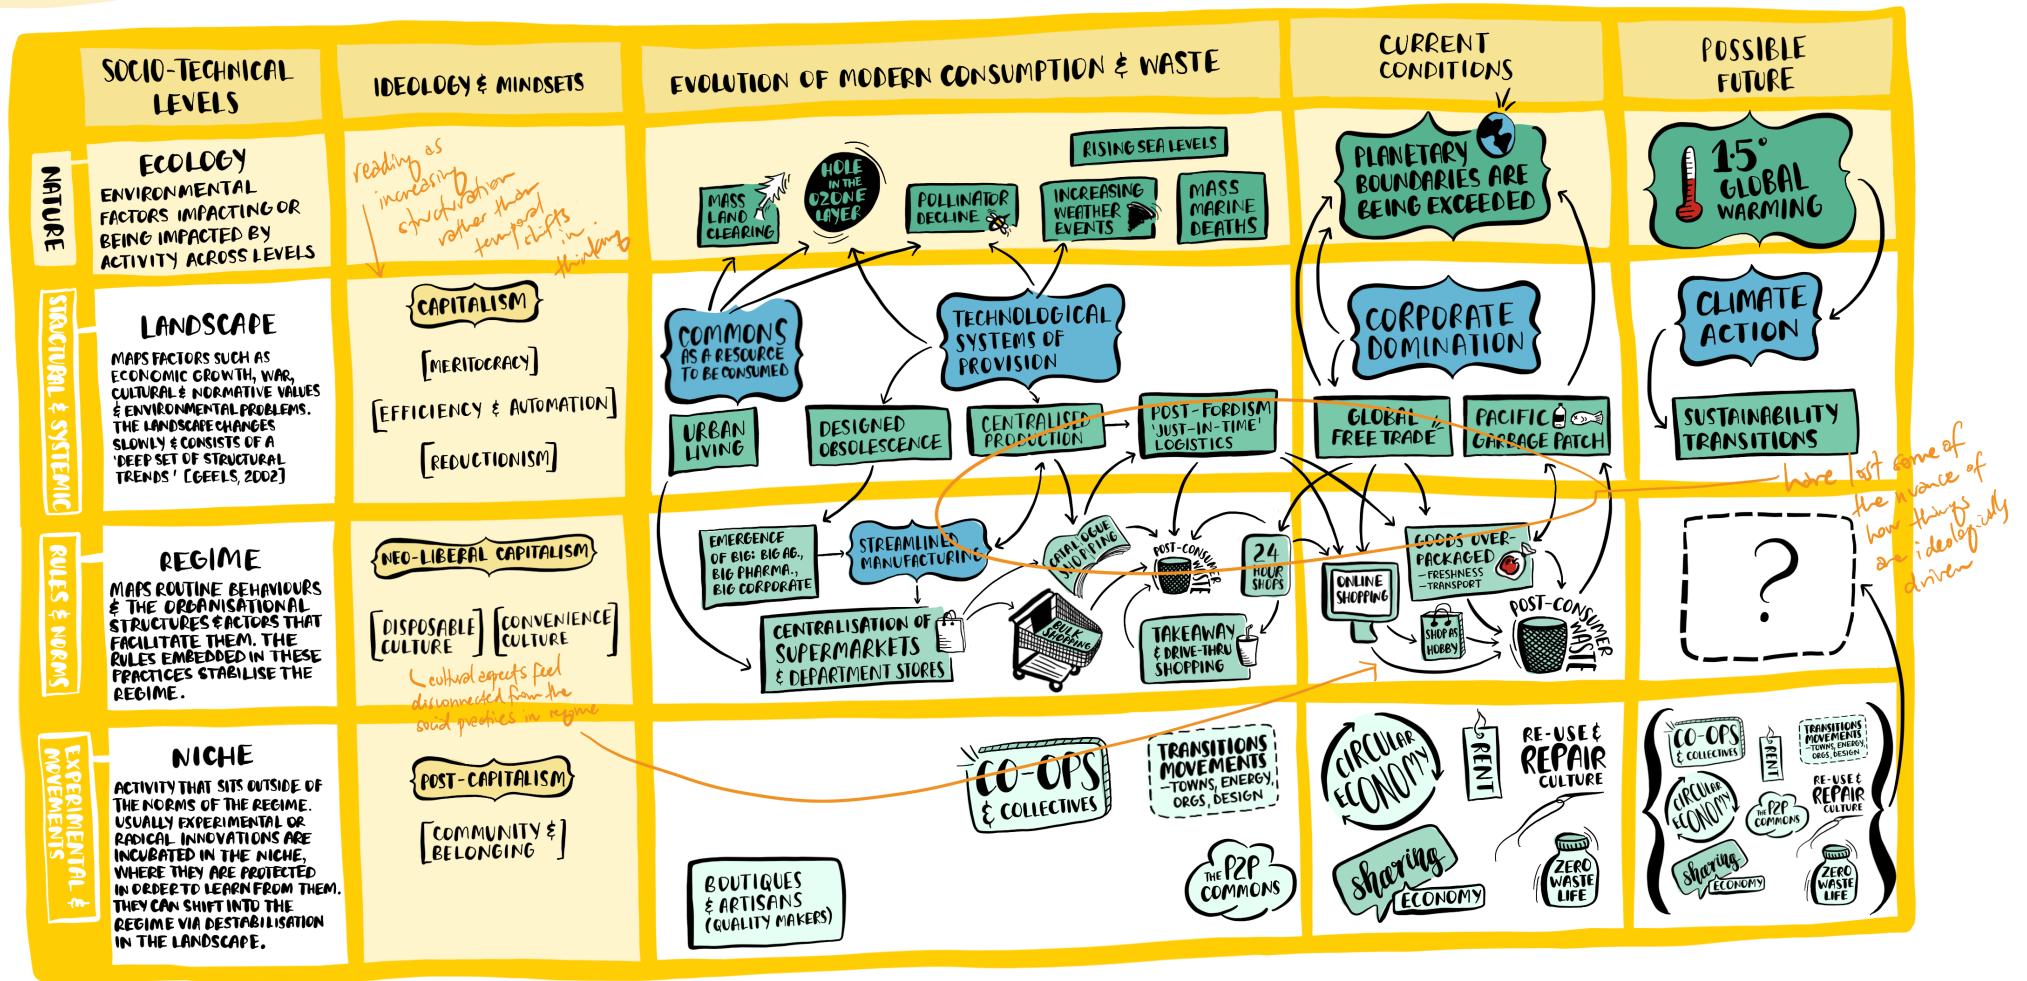 SOCIO-TECHNICAL
LEVELS
IDEOLOGY & MINDSETS
EVOLUTION OF MODERN CONSUMPTION & WASTE
CURRENT
CONDITIONS
POSSIBLE
FUTURE
NATURE
ECOLOGY
ENVIRONMENTAL
FACTORS IMPACTING OR
BEING IMPACTED BY
ACTIVITY ACROSS LEVELS
reading as
increasing
structuration
rather than
temporal
shifts
in
thinking
MASS
LAND
CLEARING
HOLE
IN THE
OZONE
LAYER
POLLINATOR
DECLINE
RISING SEA LEVELS
INCREASING
WEATHER
EVENTS
MASS
MARINE
DEATHS
PLANETARY
BOUNDARIES ARE
BEING EXCEEDED
1.5°
GLOBAL
WARMING
STRUCTURAL & SYSTEMIC
LANDSCAPE
MAPS FACTORS SUCH AS
ECONOMIC GROWTH, WAR,
CULTURAL & NORMATIVE VALUES
& ENVIRONMENTAL PROBLEMS.
THE LANDSCAPE CHANGES
SLOWLY & CONSISTS OF A
'DEEP SET OF STRUCTURAL
TRENDS' [GEELS, 2002]
CAPITALISM
[MERITOCRACY]
[EFFICIENCY & AUTOMATION]
[REDUCTIONISM]
COMMONS
AS A RESOURCE
TO BE CONSUMED
TECHNOLOGICAL
SYSTEMS OF
PROVISION
URBAN
LIVING
DESIGNED
OBSOLESCENCE
CENTRALISED
PRODUCTION
POST-FORDISM
'JUST-IN-TIME'
LOGISTICS
CORPORATE
DOMINATION
GLOBAL
FREE TRADE
PACIFIC
GARBAGE PATCH
CLIMATE
ACTION
SUSTAINABILITY
TRANSITIONS
have lost some of
the nuance of
how things
are ideologically
driven
RULES & NORMS
REGIME
MAPS ROUTINE BEHAVIOURS
& THE ORGANISATIONAL
STRUCTURES & ACTORS THAT
FACILITATE THEM. THE
RULES EMBEDDED IN THESE
PRACTICES STABILISE THE
REGIME.
NEO-LIBERAL CAPITALISM
[DISPOSABLE
CULTURE]
[CONVENIENCE
CULTURE]
cultural aspects feel
disconnected from the
social practices in regime
EMERGENCE
OF BIG: BIG AG.,
BIG PHARMA.,
BIG CORPORATE
STREAMLINED
MANUFACTURING
CENTRALISATION OF
SUPERMARKETS
& DEPARTMENT STORES
CATALOGUE
SHOPPING
BULK
SHOPPING
POST-CONSUMER
WASTE
24
HOUR
SHOPS
TAKEAWAY
& DRIVE-THRU
SHOPPING
ONLINE
SHOPPING
GOODS OVER-
PACKAGED
-FRESHNESS
-TRANSPORT
SHOP AS
HOBBY
POST-CONSUMER
WASTE
?
EXPERIMENTAL &
MOVEMENTS
NICHE
ACTIVITY THAT SITS OUTSIDE OF
THE NORMS OF THE REGIME.
USUALLY EXPERIMENTAL OR
RADICAL INNOVATIONS ARE
INCUBATED IN THE NICHE,
WHERE THEY ARE PROTECTED
IN ORDER TO LEARN FROM THEM.
THEY CAN SHIFT INTO THE
REGIME VIA DESTABILISATION
IN THE LANDSCAPE.
POST-CAPITALISM
[COMMUNITY &
BELONGING]
BOUTIQUES
& ARTISANS
(QUALITY MAKERS)
CO-OPS
& COLLECTIVES
TRANSITIONS
MOVEMENTS
-TOWNS, ENERGY,
ORGS, DESIGN
THE P2P
COMMONS
CIRCULAR
ECONOMY
RENT
RE-USE &
REPAIR
CULTURE
sharing
ECONOMY
ZERO
WASTE
LIFE
CO-OPS
& COLLECTIVES
RENT
TRANSITIONS
MOVEMENTS
-TOWNS, ENERGY,
ORGS, DESIGN
CIRCULAR
ECONOMY
THE P2P
COMMONS
RE-USE &
REPAIR
CULTURE
sharing
ECONOMY
ZERO
WASTE
LIFE